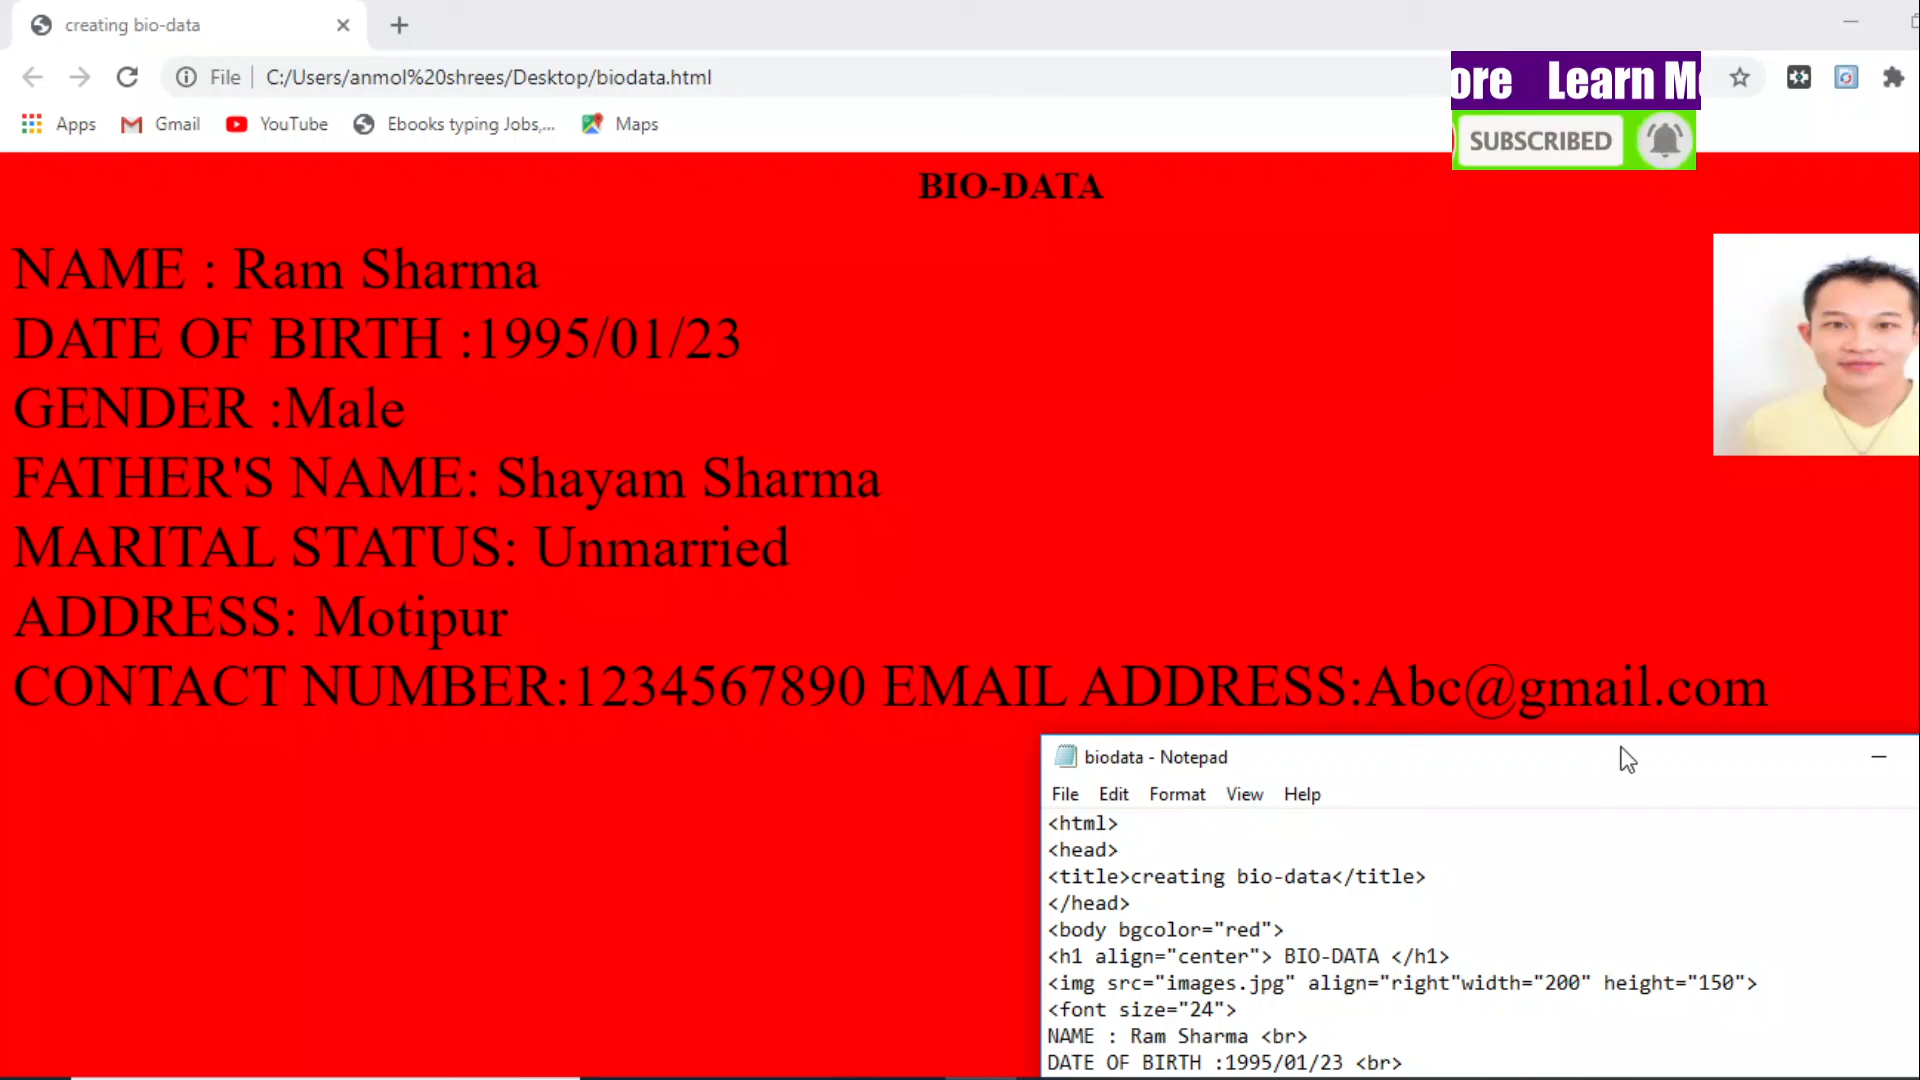 creating bio-data
File C:/Users/anmol%20shrees/Desktop/biodata.html
ore Learn M
Apps Gmail YouTube Ebooks typing Jobs,... Maps
SUBSCRIBED
BIO-DATA
NAME : Ram Sharma
DATE OF BIRTH :1995/01/23
GENDER :Male
FATHER'S NAME: Shayam Sharma
MARITAL STATUS: Unmarried
ADDRESS: Motipur
CONTACT NUMBER:1234567890 EMAIL ADDRESS:Abc@gmail.com
biodata - Notepad
File Edit Format View Help
<html>
<head>
<title>creating bio-data</title>
</head>
<body bgcolor="red">
<h1 align="center"> BIO-DATA </h1>
<img src="images.jpg" align="right"width="200" height="150">
<font size="24">
NAME : Ram Sharma <br>
DATE OF BIRTH :1995/01/23 <br>